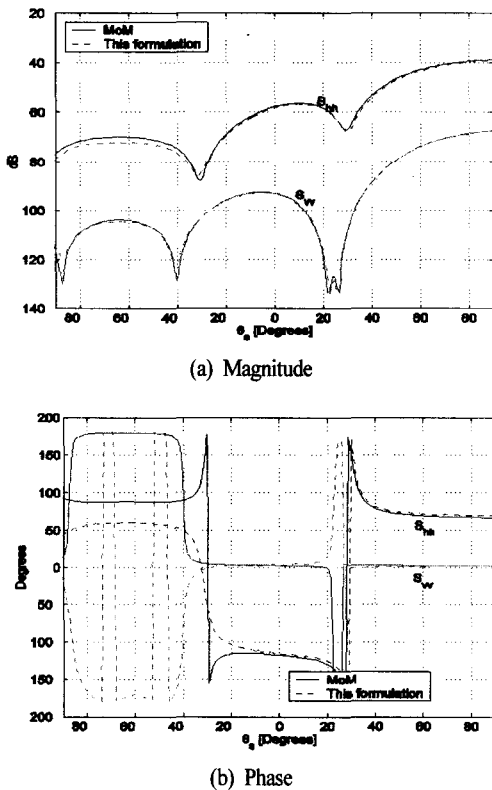 20
MoM
This formulation
40
S_hh
60
dB
80
S_vv
100
120
140
80 60 40 20 0 20 40 60 80
θ_s [Degrees]
(a) Magnitude
200
150
100
50
S_hh
Degrees
0
S_vv
50
100
150
MoM
This formulation
200
80 60 40 20 0 20 40 60 80
θ_s [Degrees]
(b) Phase